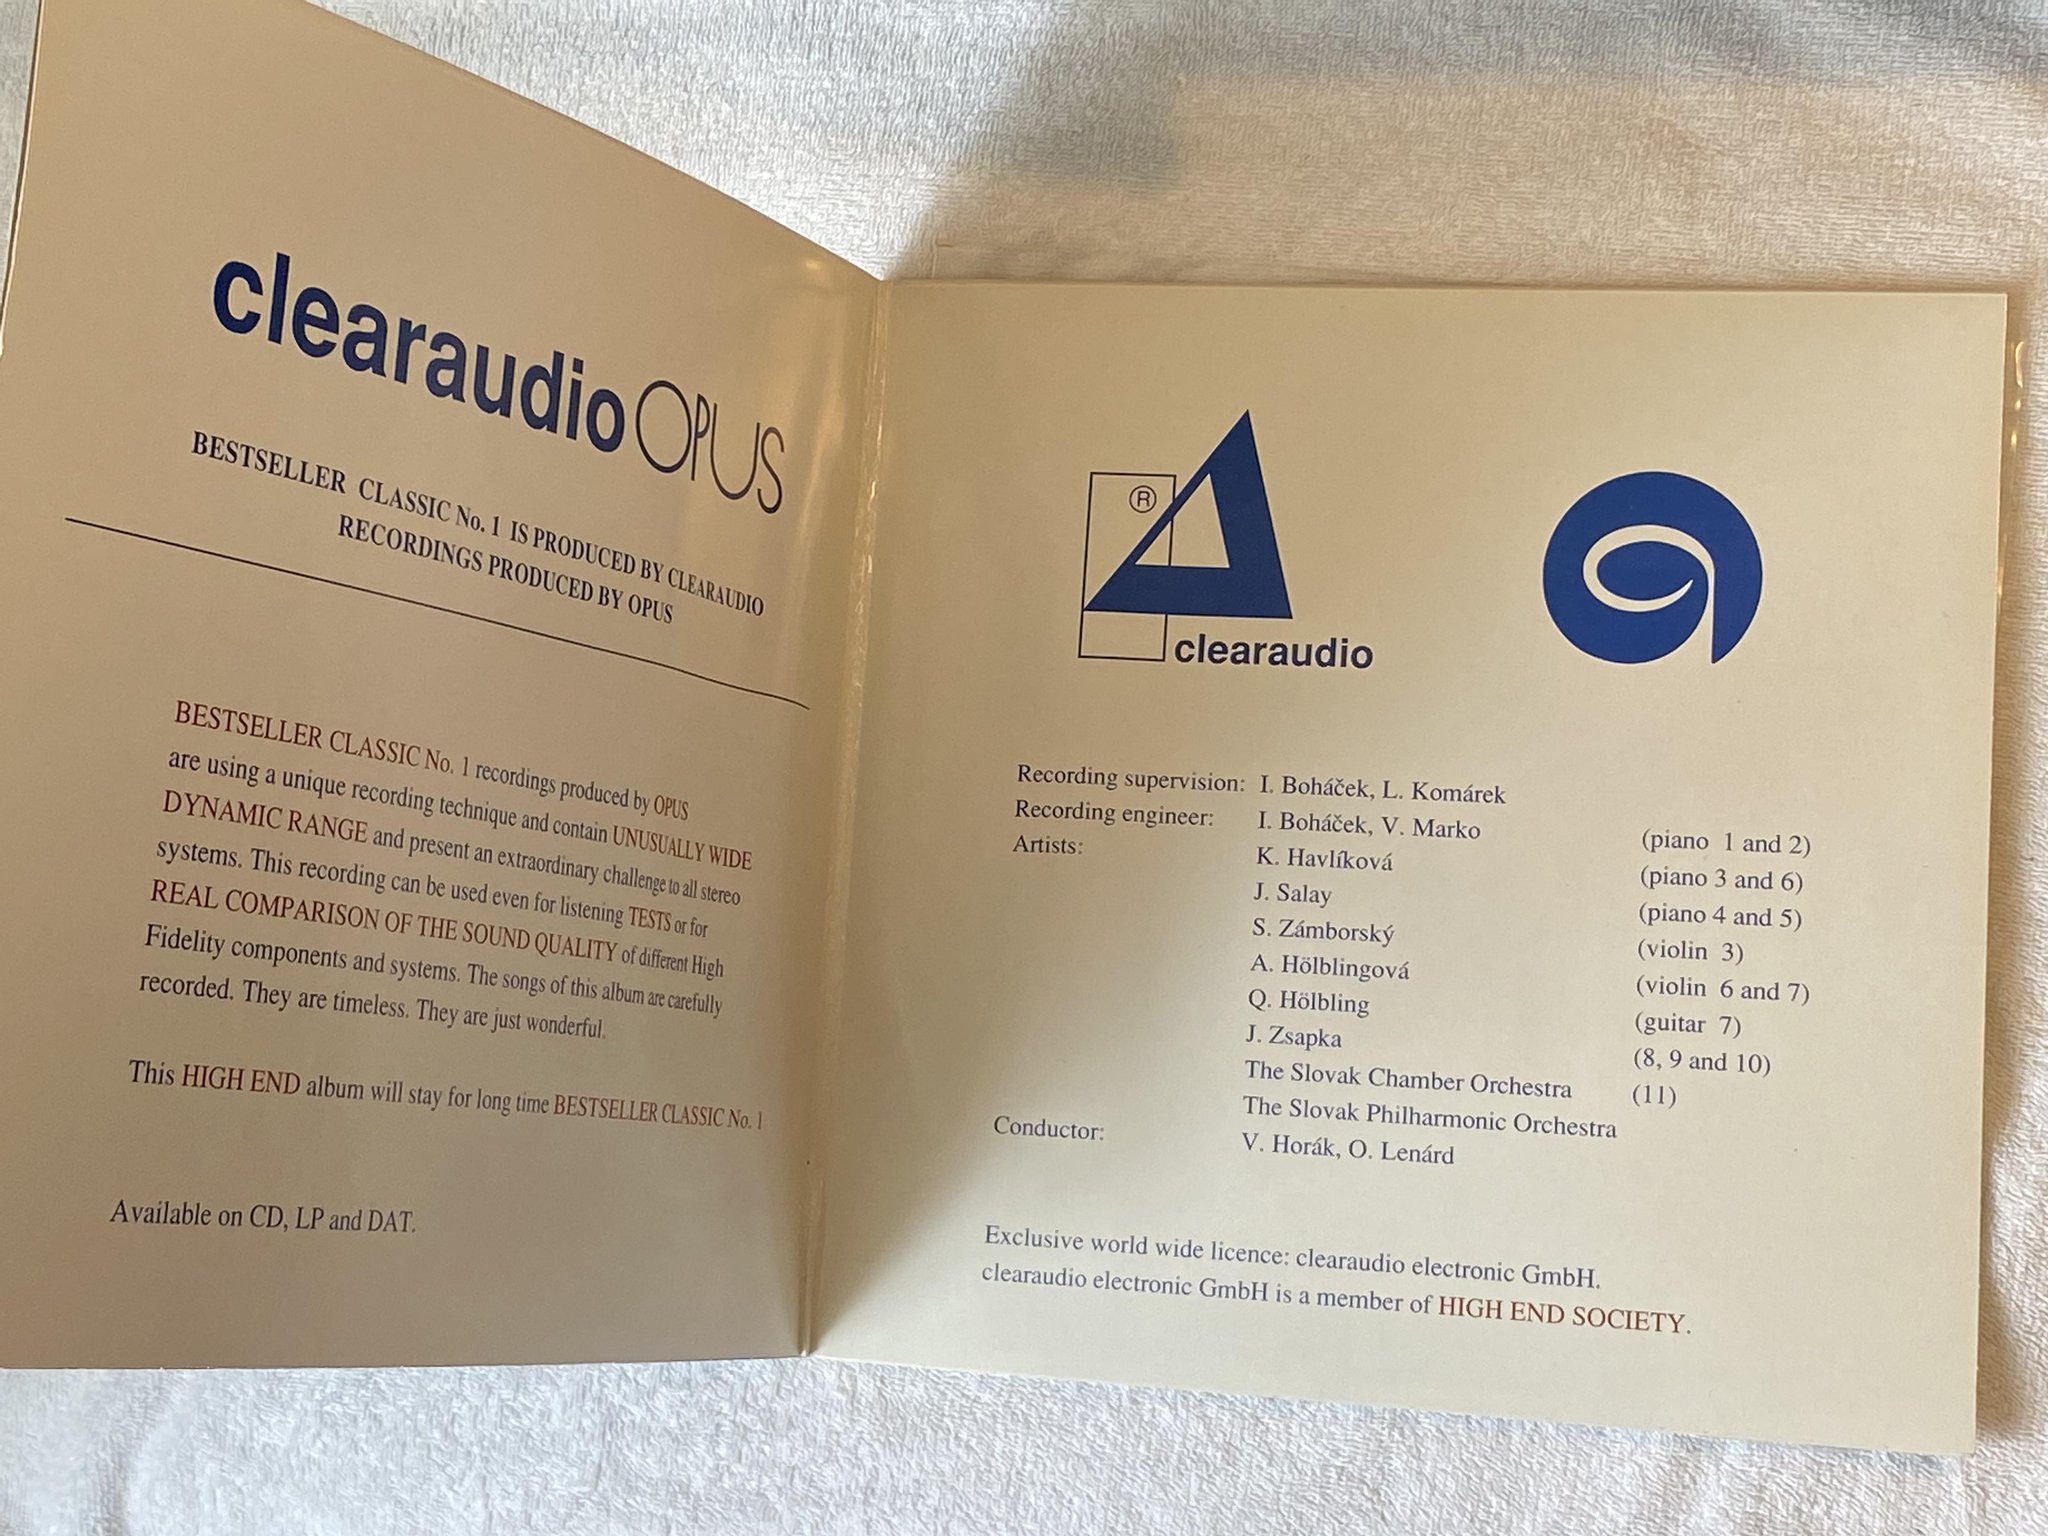 clearaudio OPUS
BESTSELLER CLASSIC No. 1 IS PRODUCED BY CLEARAUDIO
RECORDINGS PRODUCED BY OPUS
BESTSELLER CLASSIC No. 1 recordings produced by OPUS
are using a unique recording technique and contain UNUSUALLY WIDE
DYNAMIC RANGE and present an extraordinary challenge to all stereo
systems. This recording can be used even for listening TESTS or for
REAL COMPARISON OF THE SOUND QUALITY of different High
Fidelity components and systems. The songs of this album are carefully
recorded. They are timeless. They are just wonderful.
This HIGH END album will stay for long time BESTSELLER CLASSIC No. 1
Available on CD, LP and DAT.
®
clearaudio
Recording supervision: I. Boháček, L. Komárek
Recording engineer: I. Boháček, V. Marko
Artists: K. Havlíková (piano 1 and 2)
J. Salay (piano 3 and 6)
S. Zámborský (piano 4 and 5)
A. Hölblingová (violin 3)
Q. Hölbling (violin 6 and 7)
J. Zsapka (guitar 7)
The Slovak Chamber Orchestra (8, 9 and 10)
The Slovak Philharmonic Orchestra (11)
Conductor: V. Horák, O. Lenárd
Exclusive world wide licence: clearaudio electronic GmbH.
clearaudio electronic GmbH is a member of HIGH END SOCIETY.